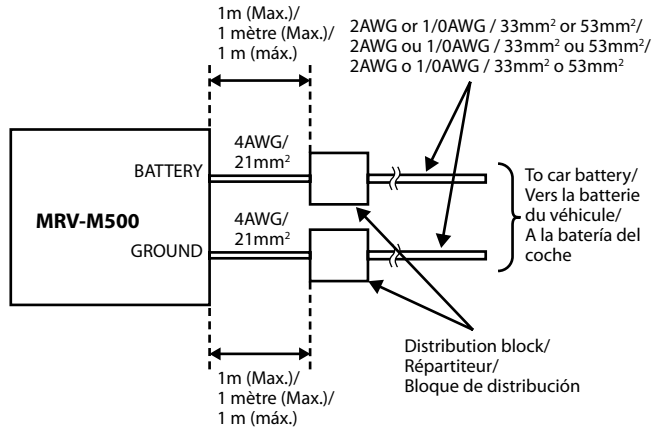 1m (Max.)/
1 mètre (Max.)/
1 m (máx.)
2AWG or 1/0AWG / 33mm² or 53mm²/
2AWG ou 1/0AWG / 33mm² ou 53mm²/
2AWG o 1/0AWG / 33mm² o 53mm²
4AWG/
21mm²
BATTERY
MRV-M500
4AWG/
21mm²
GROUND
To car battery/
Vers la batterie
du véhicule/
A la batería del
coche
Distribution block/
Répartiteur/
Bloque de distribución
1m (Max.)/
1 mètre (Max.)/
1 m (máx.)